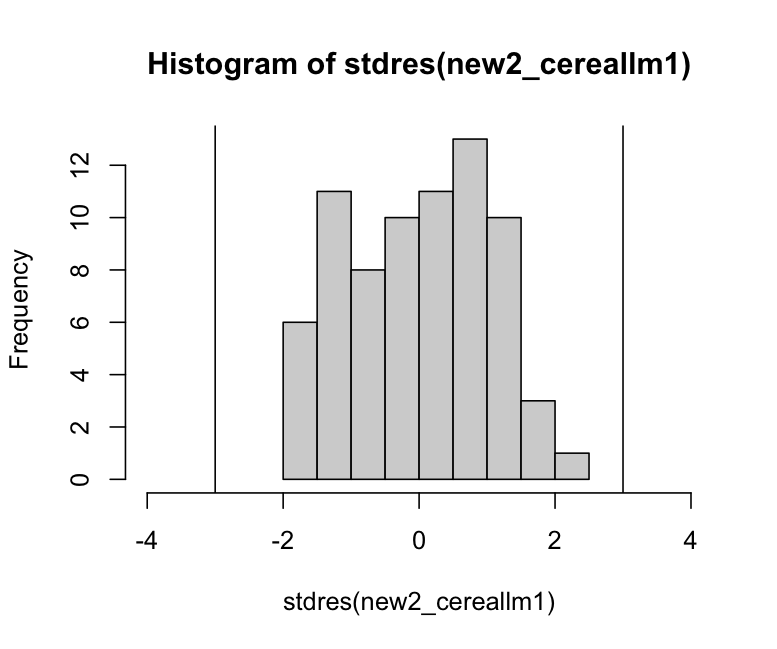 Histogram of stdres(new2_cereallm1)
Frequency
12
10
8
6
4
2
0
-4 -2 0 2 4
stdres(new2_cereallm1)